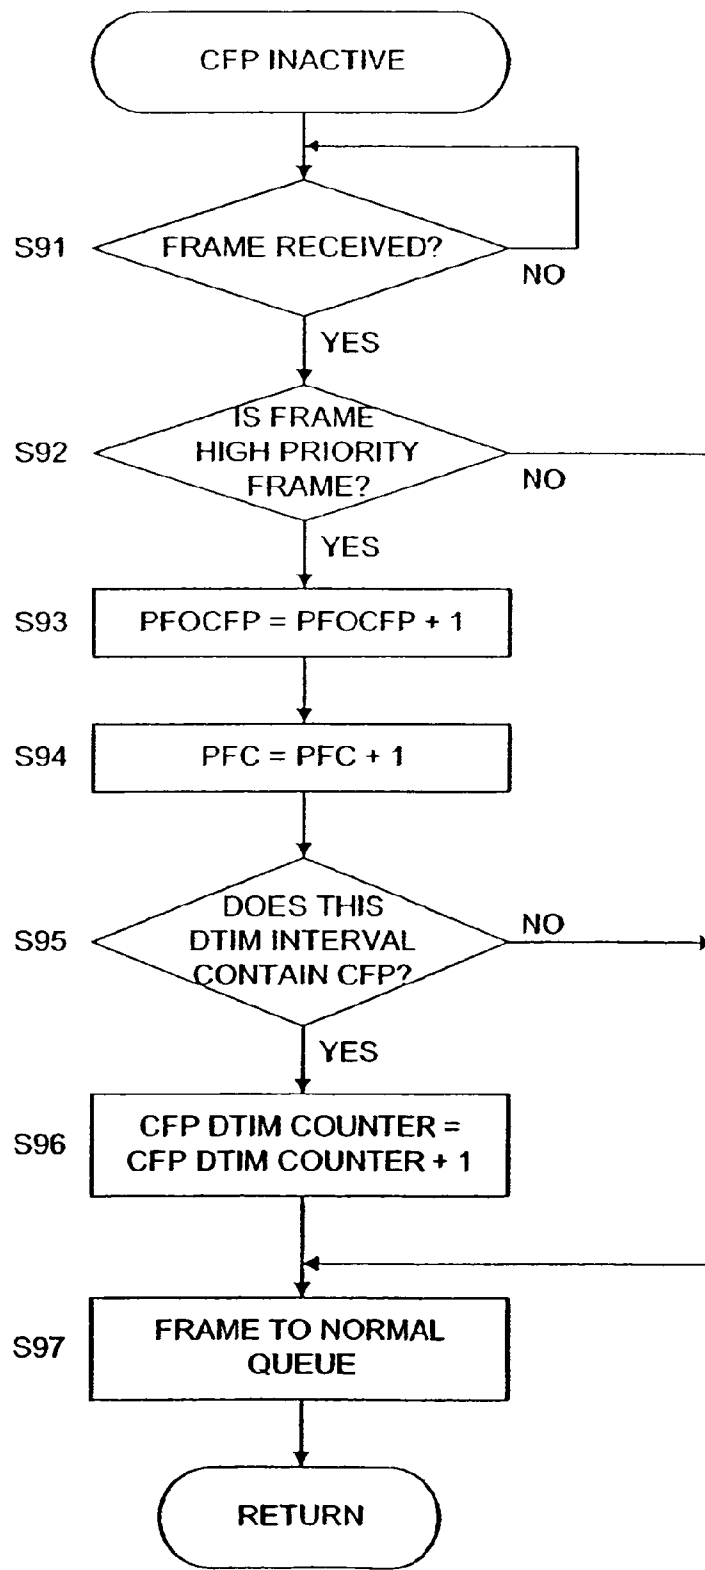 CFP INACTIVE
S91
FRAME RECEIVED?
NO
YES
S92
IS FRAME
HIGH PRIORITY
FRAME?
NO
YES
S93
PFOCFP = PFOCFP + 1
S94
PFC = PFC + 1
S95
DOES THIS
DTIM INTERVAL
CONTAIN CFP?
NO
YES
S96
CFP DTIM COUNTER =
CFP DTIM COUNTER + 1
S97
FRAME TO NORMAL
QUEUE
RETURN